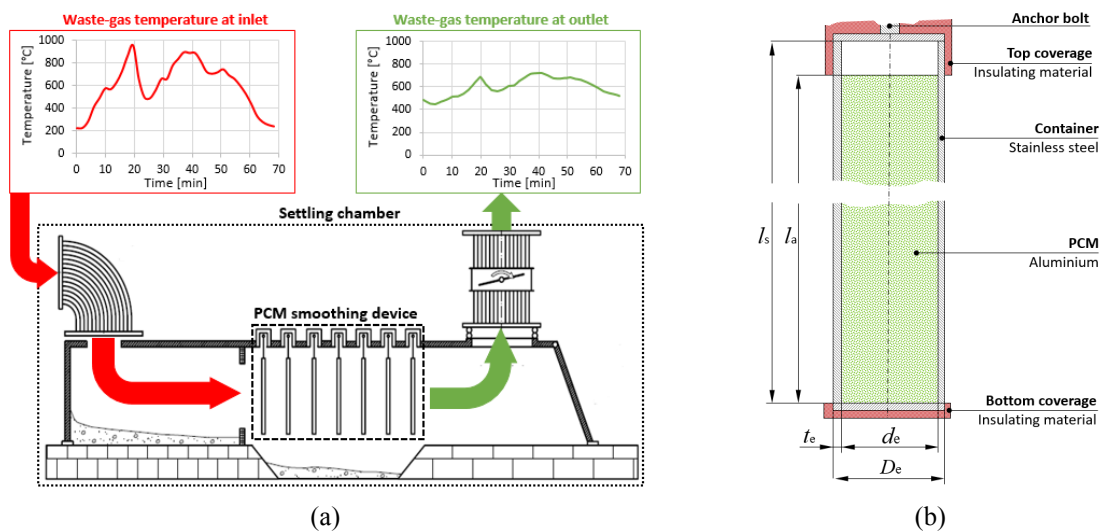 Waste-gas temperature at inlet
Temperature [°C]
1000
800
600
400
200
0
0 10 20 30 40 50 60 70
Time [min]
Waste-gas temperature at outlet
Temperature [°C]
1000
800
600
400
200
0
0 10 20 30 40 50 60 70
Time [min]
Settling chamber
PCM smoothing device
(a)
Anchor bolt
Top coverage
Insulating material
Container
Stainless steel
ls
la
PCM
Aluminium
Bottom coverage
Insulating material
te
de
De
(b)